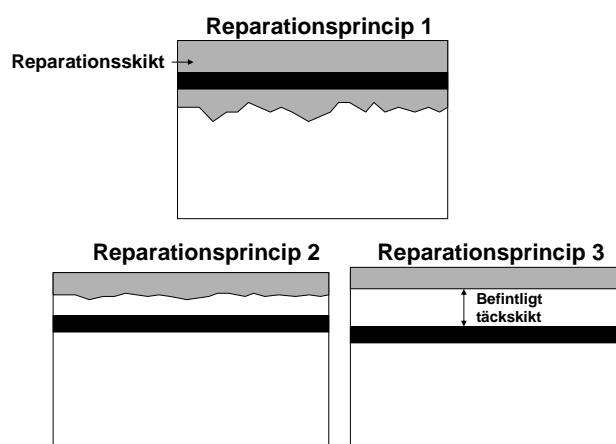 Reparationsprincip 1
Reparationsskikt
Reparationsprincip 2
Reparationsprincip 3
Befintligt
täckskikt